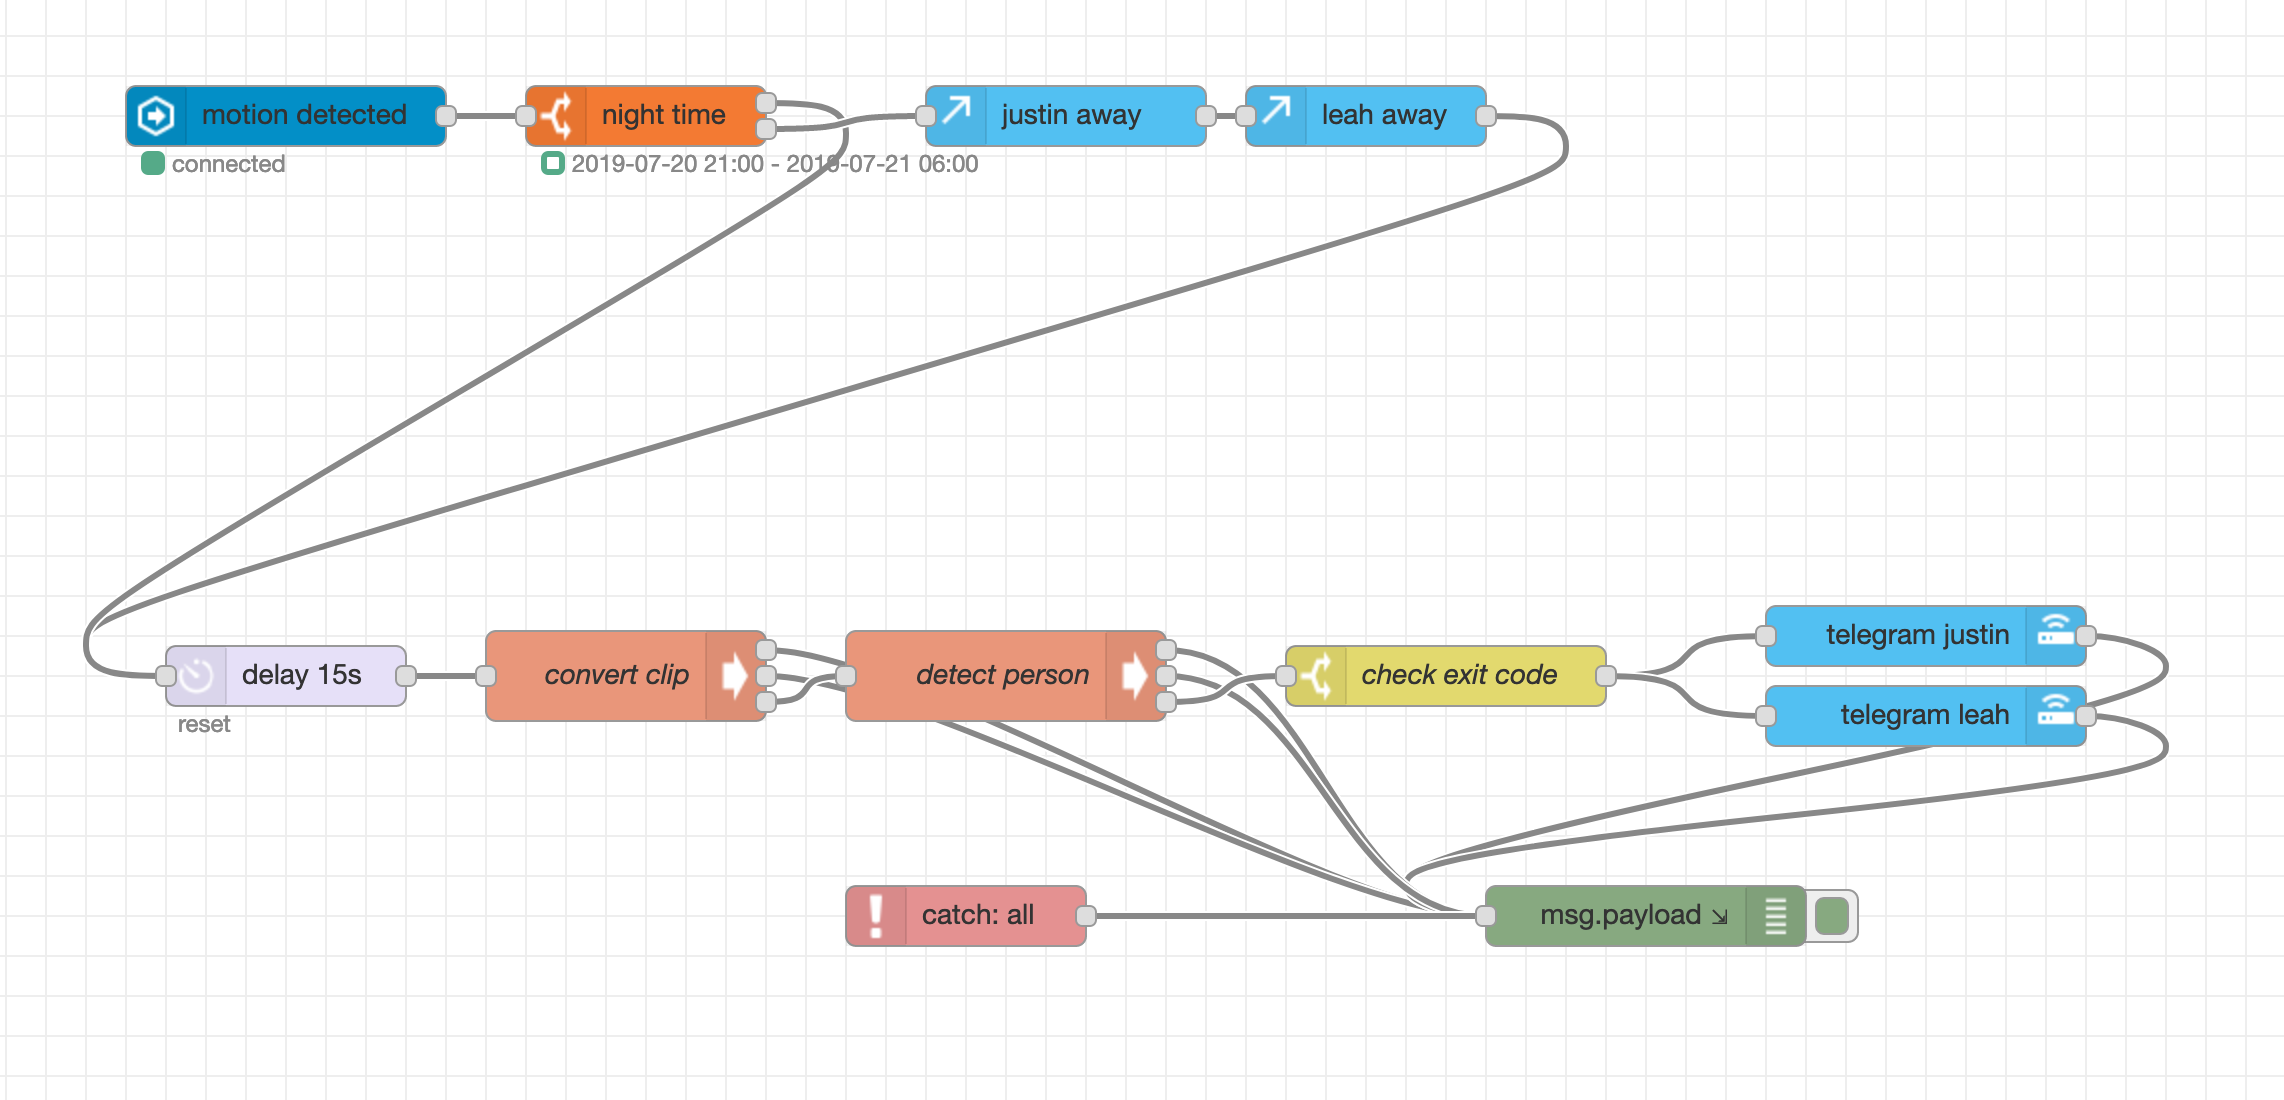 motion detected
night time
justin away
leah away
connected
2019-07-20 21:00 - 2019-07-21 06:00
telegram justin
delay 15s
convert clip
detect person
check exit code
telegram leah
reset
catch: all
msg.payload